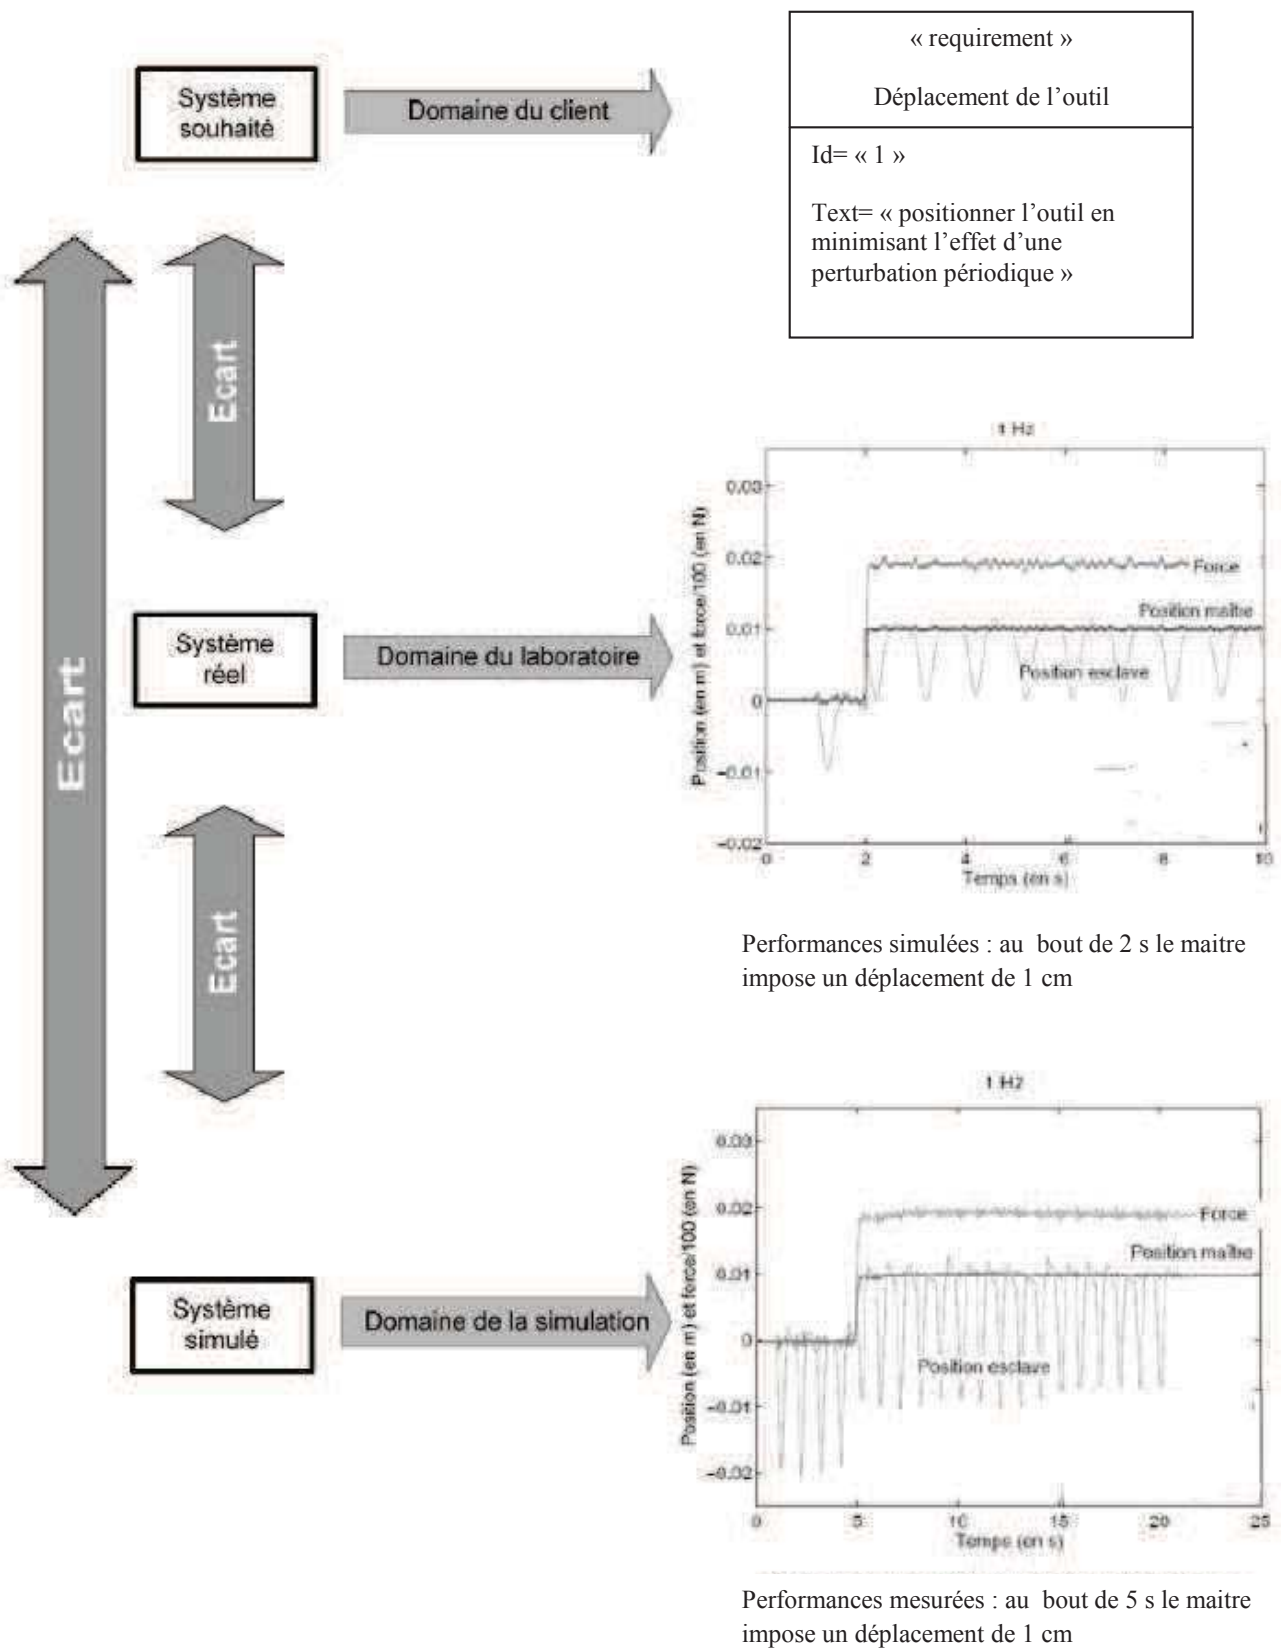 « requirement »
Déplacement de l’outil
Id= « 1 »
Text= « positionner l’outil en
minimisant l’effet d’une
perturbation périodique »
Système
souhaité
Domaine du client
Ecart
Ecart
Système
réel
Domaine du laboratoire
1 Hz
Position (en m) et force/100 (en N)
0.03
0.02
0.01
0
-0.01
-0.02
0
2
4
6
8
10
Temps (en s)
Force
Position maître
Position esclave
Performances simulées : au bout de 2 s le maitre
impose un déplacement de 1 cm
Ecart
Système
simulé
Domaine de la simulation
1 Hz
Position (en m) et force/100 (en N)
0.03
0.02
0.01
0
-0.01
-0.02
0
5
10
15
20
25
Temps (en s)
Force
Position maître
Position esclave
Performances mesurées : au bout de 5 s le maitre
impose un déplacement de 1 cm